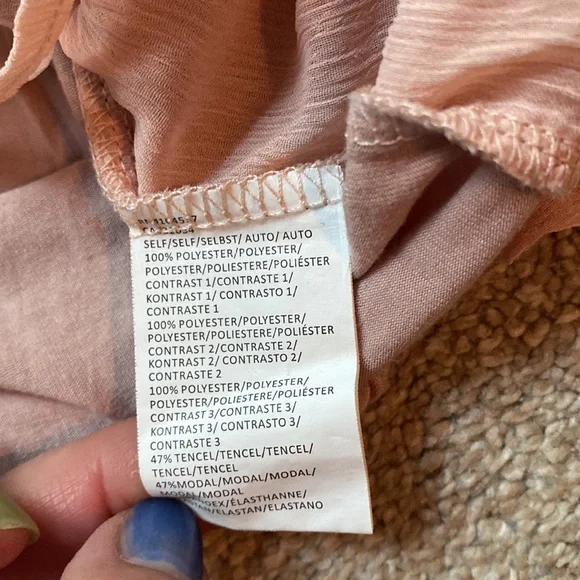 SELF/SELF/SELBST/ AUTO/ AUTO
100% POLYESTER/POLYESTER/
POLYESTER/POLIESTERE/POLIÉSTER
CONTRAST 1/CONTRASTE 1/
KONTRAST 1/CONTRASTO 1/
CONTRASTE 1
100% POLYESTER/POLYESTER/
POLYESTER/POLIESTERE/POLIÉSTER
CONTRAST 2/CONTRASTE 2/
KONTRAST 2/ CONTRASTO 2/
CONTRASTE 2
100% POLYESTER/POLYESTER/
POLYESTER/POLIESTERE/POLIÉSTER
CONTRAST 3/CONTRASTE 3/
KONTRAST 3/ CONTRASTO 3/
CONTRASTE 3
47% TENCEL/TENCEL/TENCEL/
TENCEL/TENCEL
47%MODAL/MODAL/MODAL/
MODAL/MODAL
/ÉLASTHANNE/
/ELASTAN/ELASTANO